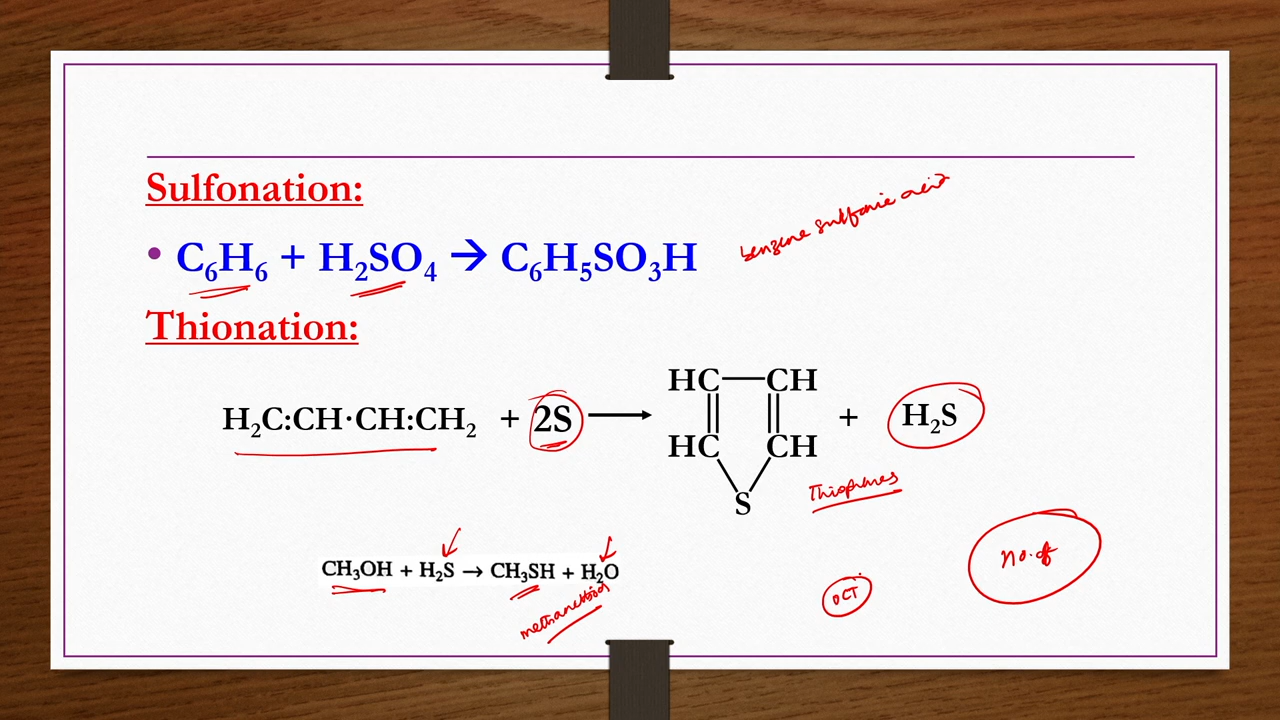 Sulfonation:
benzene sulfonic acid
• C₆H₆ + H₂SO₄ → C₆H₅SO₃H
Thionation:
HC—CH
H₂C:CH·CH:CH₂ + 2S → + H₂S
HC CH
S
Thiophenes
CH₃OH + H₂S → CH₃SH + H₂O
methanethiol
OCT
no. of